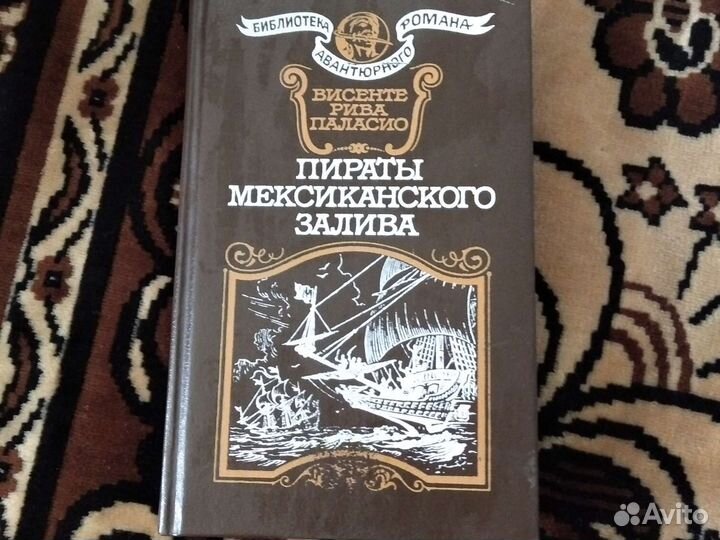 БИБЛИОТЕКА РОМАНА
АВАНТЮРНОГО
ВИСЕНТЕ
РИВА
ПАЛАСИО
ПИРАТЫ
МЕКСИКАНСКОГО
ЗАЛИВА
Avito